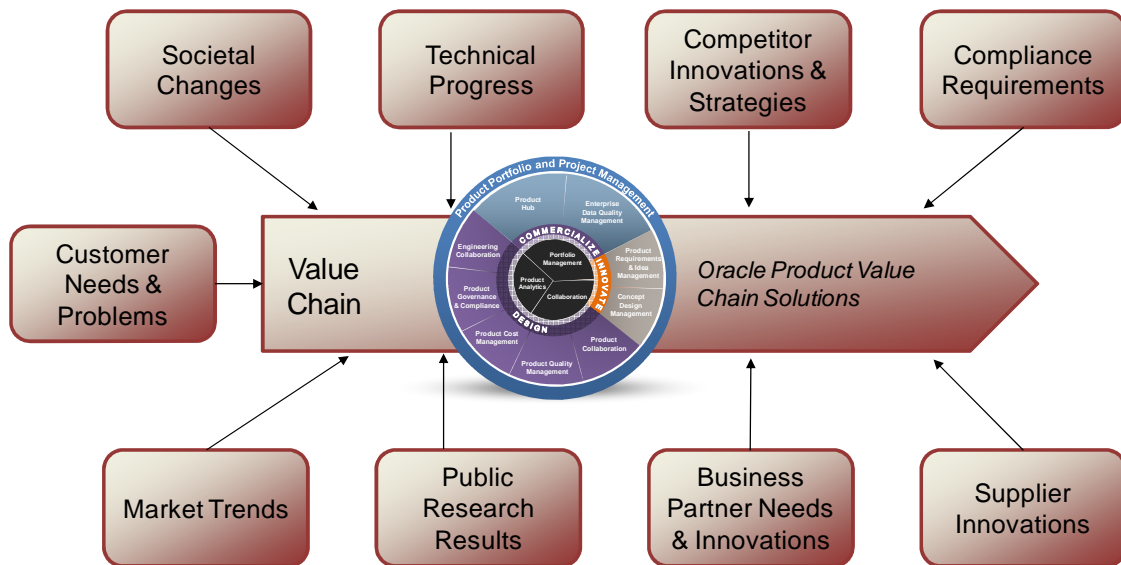 Societal
Changes
Technical
Progress
Competitor
Innovations &
Strategies
Compliance
Requirements
Customer
Needs &
Problems
Value
Chain
Product Portfolio and Project Management
Product
Hub
Enterprise
Data Quality
Management
Engineering
Collaboration
COMMERCIALIZE
Product
Requirements
& Idea
Management
Portfolio
Management
INNOVATE
Product
Analytics
Collaboration
Product
Governance
& Compliance
Concept
Design
Management
DESIGN
Product Cost
Management
Product
Collaboration
Product Quality
Management
Oracle Product Value
Chain Solutions
Market Trends
Public
Research
Results
Business
Partner Needs
& Innovations
Supplier
Innovations